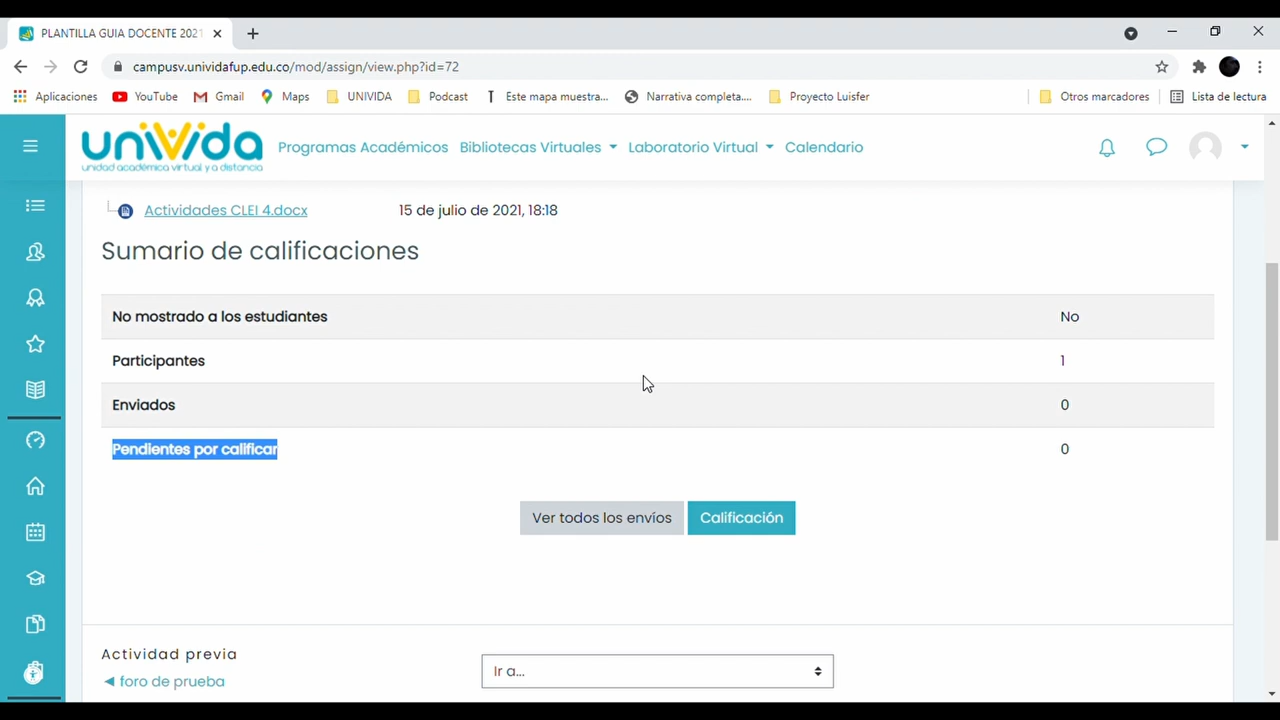 PLANTILLA GUIA DOCENTE 2021
campusv.unividafup.edu.co/mod/assign/view.php?id=72
Aplicaciones YouTube Gmail Maps UNIVIDA Podcast Este mapa muestra... Narrativa completa.... Proyecto Luisfer Otros marcadores Lista de lectura
uniVida
unidad académica virtual y a distancia
Programas Académicos Bibliotecas Virtuales Laboratorio Virtual Calendario
Actividades CLEI 4.docx 15 de julio de 2021, 18:18
Sumario de calificaciones
No mostrado a los estudiantes No
Participantes 1
Enviados 0
Pendientes por calificar 0
Ver todos los envíos Calificación
Actividad previa
◄ foro de prueba
Ir a...